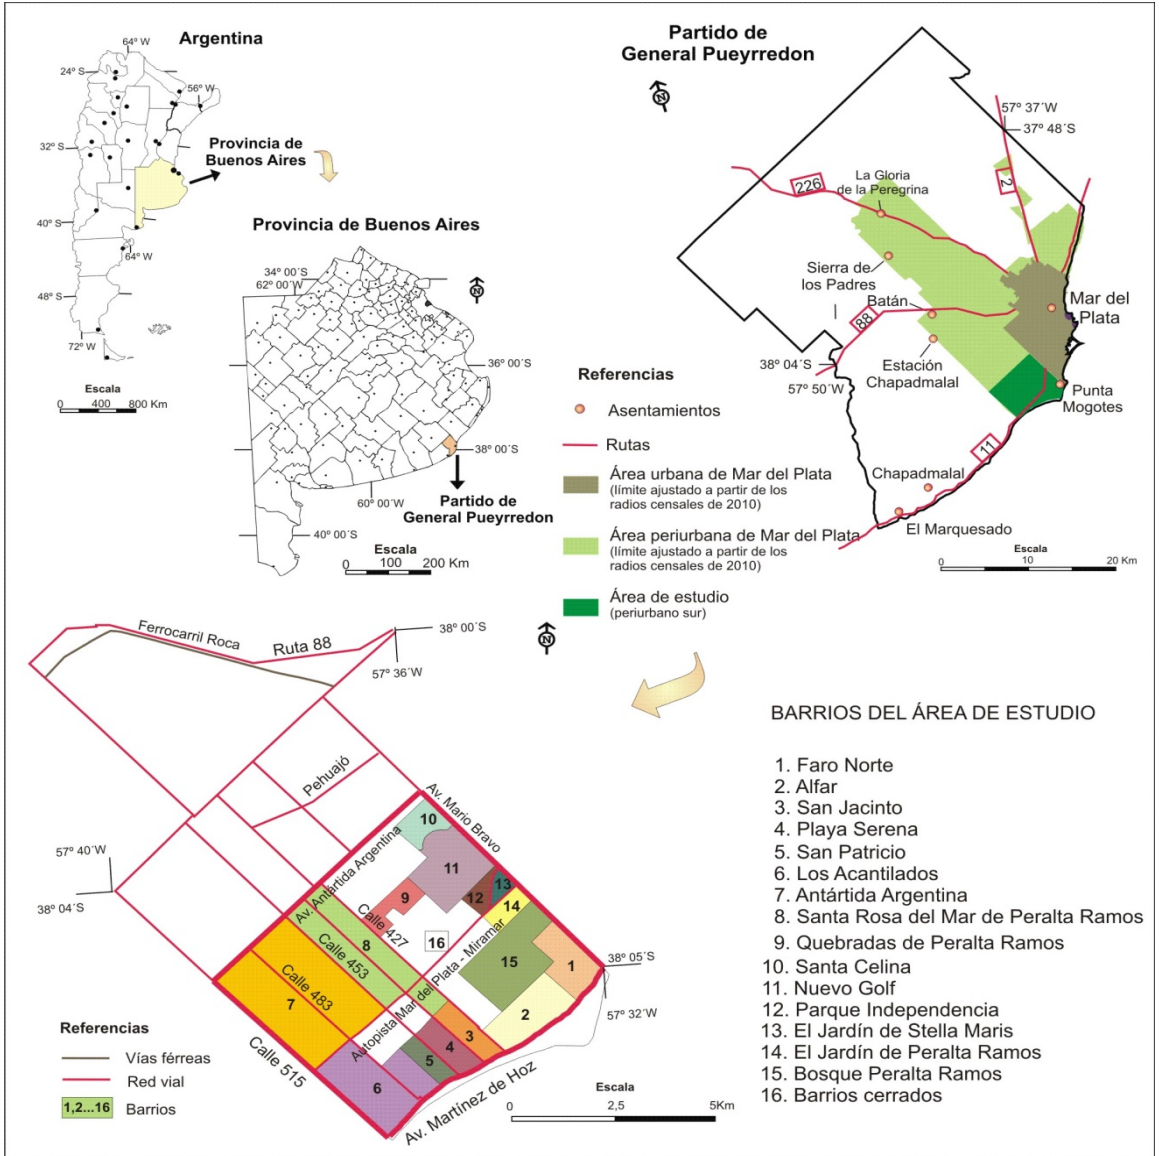 Argentina
64º W
24º S
56º W
32º S
Provincia de
Buenos Aires
40º S
64º W
48º S
72º W
Escala
0 400 800 Km
Provincia de Buenos Aires
34º 00´S
62º 00´W
N
36º 00´S
38º 00´S
60º 00´W
Partido de
General Pueyrredon
40º 00´S
Escala
0 100 200 Km
Partido de
General Pueyrredon
N
57º 37´W
37º 48´S
226
2
La Gloria
de la Peregrina
Sierra de
los Padres
Batán
88
Mar del
Plata
38º 04´S
57º 50´W
Estación
Chapadmalal
Punta
Mogotes
11
Chapadmalal
El Marquesado
Escala
0 10 20 Km
Referencias
Asentamientos
Rutas
Área urbana de Mar del Plata
(límite ajustado a partir de los
radios censales de 2010)
Área periurbana de Mar del Plata
(límite ajustado a partir de los
radios censales de 2010)
Área de estudio
(periurbano sur)
Ferrocarril Roca
Ruta 88
38º 00´S
57º 36´W
N
Pehuajó
Av. Mario Bravo
57º 40´W
38º 04´S
Av. Antártida Argentina
Calle 427
Calle 453
Calle 483
Calle 515
Autopista Mar del Plata - Miramar
Av. Martínez de Hoz
10
11
13
12
9
14
8
16
15
1
7
2
3
4
5
6
38º 05´S
57º 32´W
Referencias
Vías férreas
Red vial
1,2...16 Barrios
Escala
0 2,5 5Km
BARRIOS DEL ÁREA DE ESTUDIO
1. Faro Norte
2. Alfar
3. San Jacinto
4. Playa Serena
5. San Patricio
6. Los Acantilados
7. Antártida Argentina
8. Santa Rosa del Mar de Peralta Ramos
9. Quebradas de Peralta Ramos
10. Santa Celina
11. Nuevo Golf
12. Parque Independencia
13. El Jardín de Stella Maris
14. El Jardín de Peralta Ramos
15. Bosque Peralta Ramos
16. Barrios cerrados